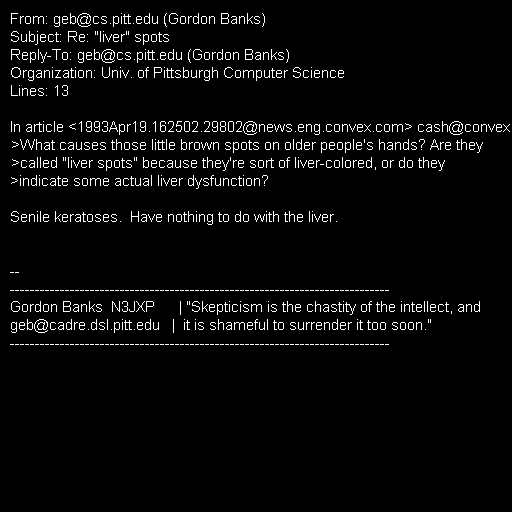 From: geb@cs.pitt.edu (Gordon Banks)
Subject: Re: "liver" spots
Reply-To: geb@cs.pitt.edu (Gordon Banks)
Organization: Univ. of Pittsburgh Computer Science
Lines: 13

In article <1993Apr19.162502.29802@news.eng.convex.com> cash@convex
>What causes those little brown spots on older people's hands? Are they
>called "liver spots" because they're sort of liver-colored, or do they
>indicate some actual liver dysfunction?

Senile keratoses.  Have nothing to do with the liver.


--
----------------------------------------------------------------------------
Gordon Banks  N3JXP      | "Skepticism is the chastity of the intellect, and
geb@cadre.dsl.pitt.edu   |  it is shameful to surrender it too soon."
----------------------------------------------------------------------------